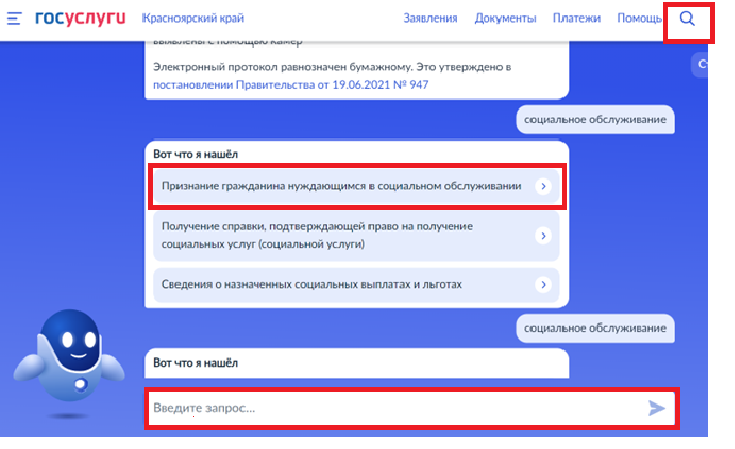 госуслуги Красноярский край Заявления Документы Платежи Помощь
выявлены с помощью камер
Электронный протокол равнозначен бумажному. Это утверждено в
постановлении Правительства от 19.06.2021 № 947
социальное обслуживание
Вот что я нашёл
Признание гражданина нуждающимся в социальном обслуживании
Получение справки, подтверждающей право на получение
социальных услуг (социальной услуги)
Сведения о назначенных социальных выплатах и льготах
социальное обслуживание
Вот что я нашёл
Введите запрос...